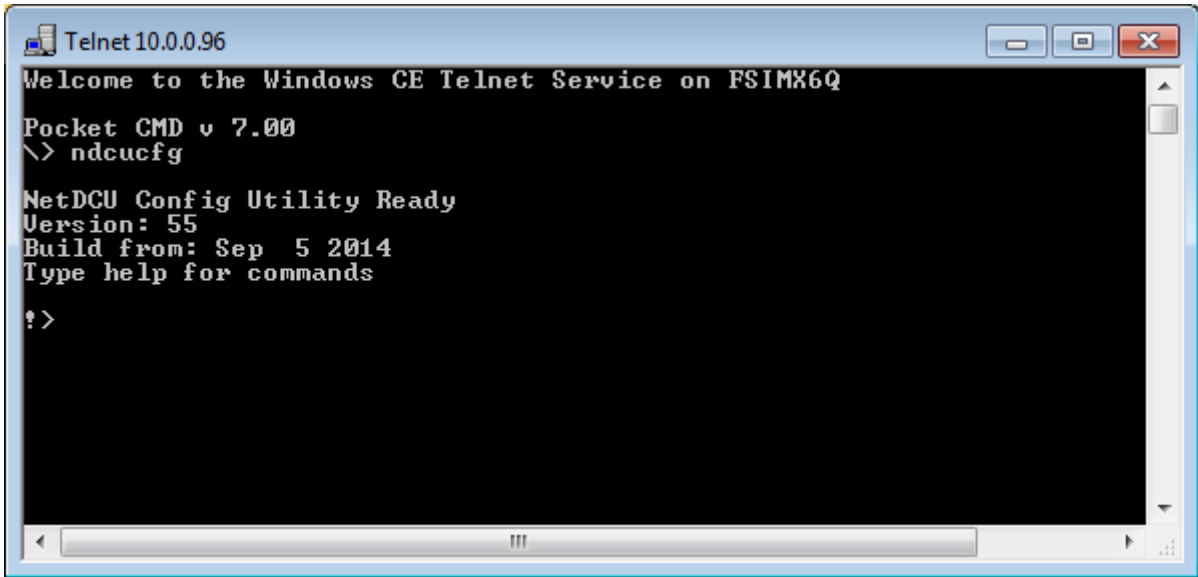 Telnet 10.0.0.96
Welcome to the Windows CE Telnet Service on FSIMX6Q
Pocket CMD v 7.00
\> ndcucfg
NetDCU Config Utility Ready
Version: 55
Build from: Sep  5 2014
Type help for commands
!>